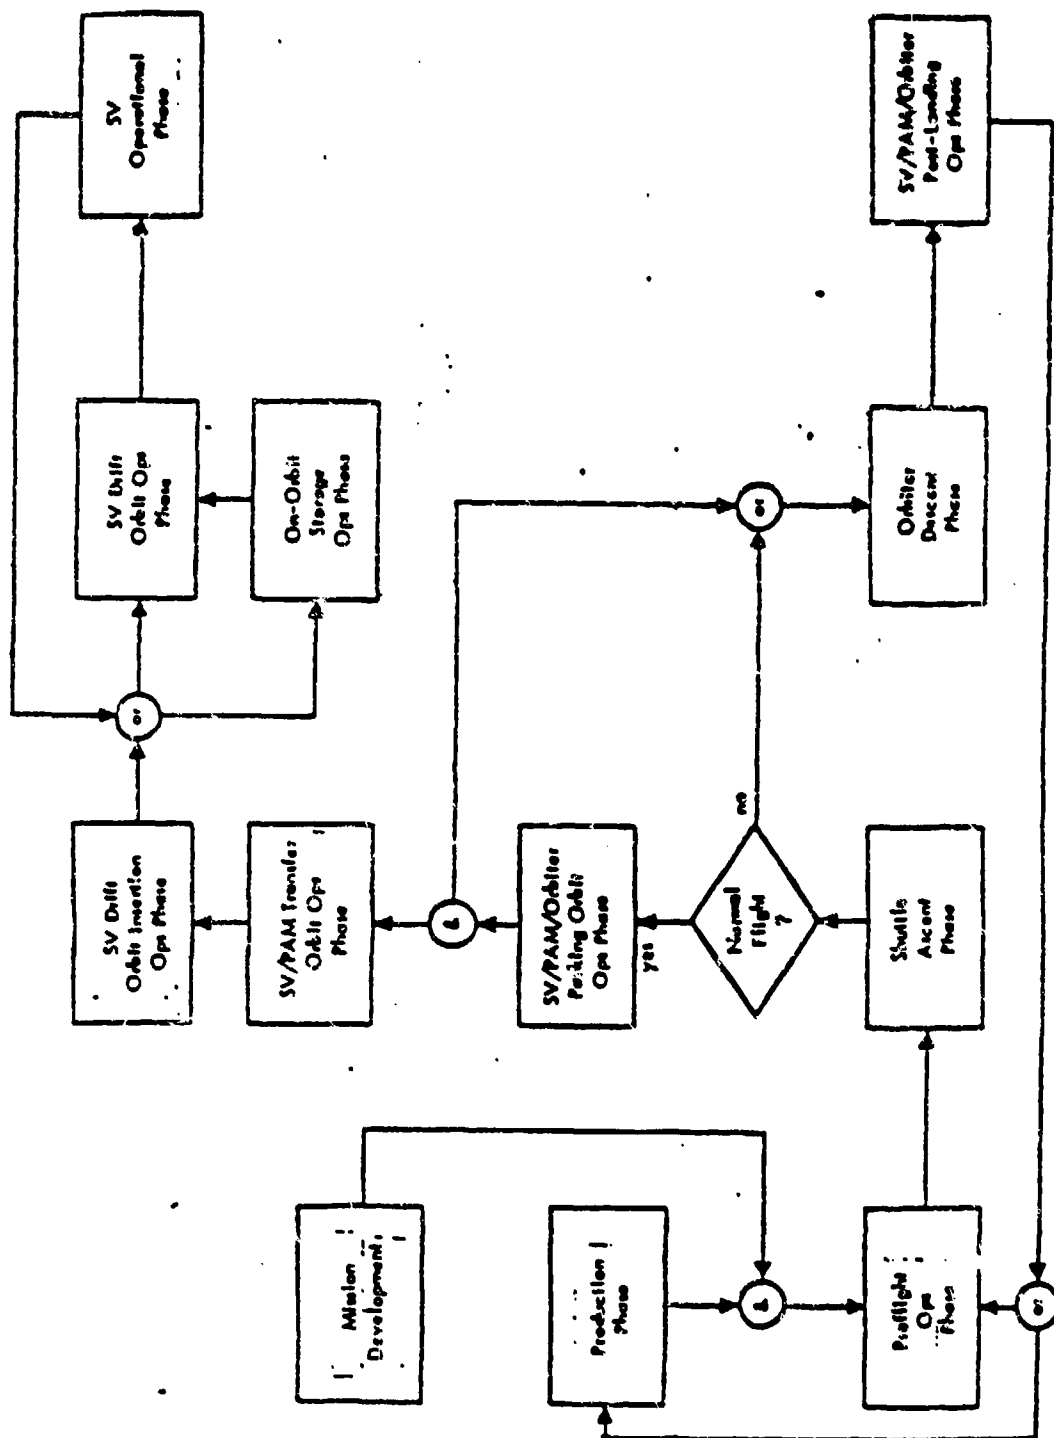 Mission
Development
Production
Phase
&
Preflight
Ops
Phase
or
SV Drift
Orbit Insertion
Ops Phase
SV/PAM Transfer
Orbit Ops
Phase
&
SV/PAM/Orbiter
Parking Orbit
Ops Phase
yes
Normal
Flight
?
no
Shuttle
Ascent
Phase
or
SV Drift
Orbit Ops
Phase
On-Orbit
Storage
Ops Phase
or
Orbiter
Descent
Phase
SV
Operational
Phase
SV/PAM/Orbiter
Post-Landing
Ops Phase